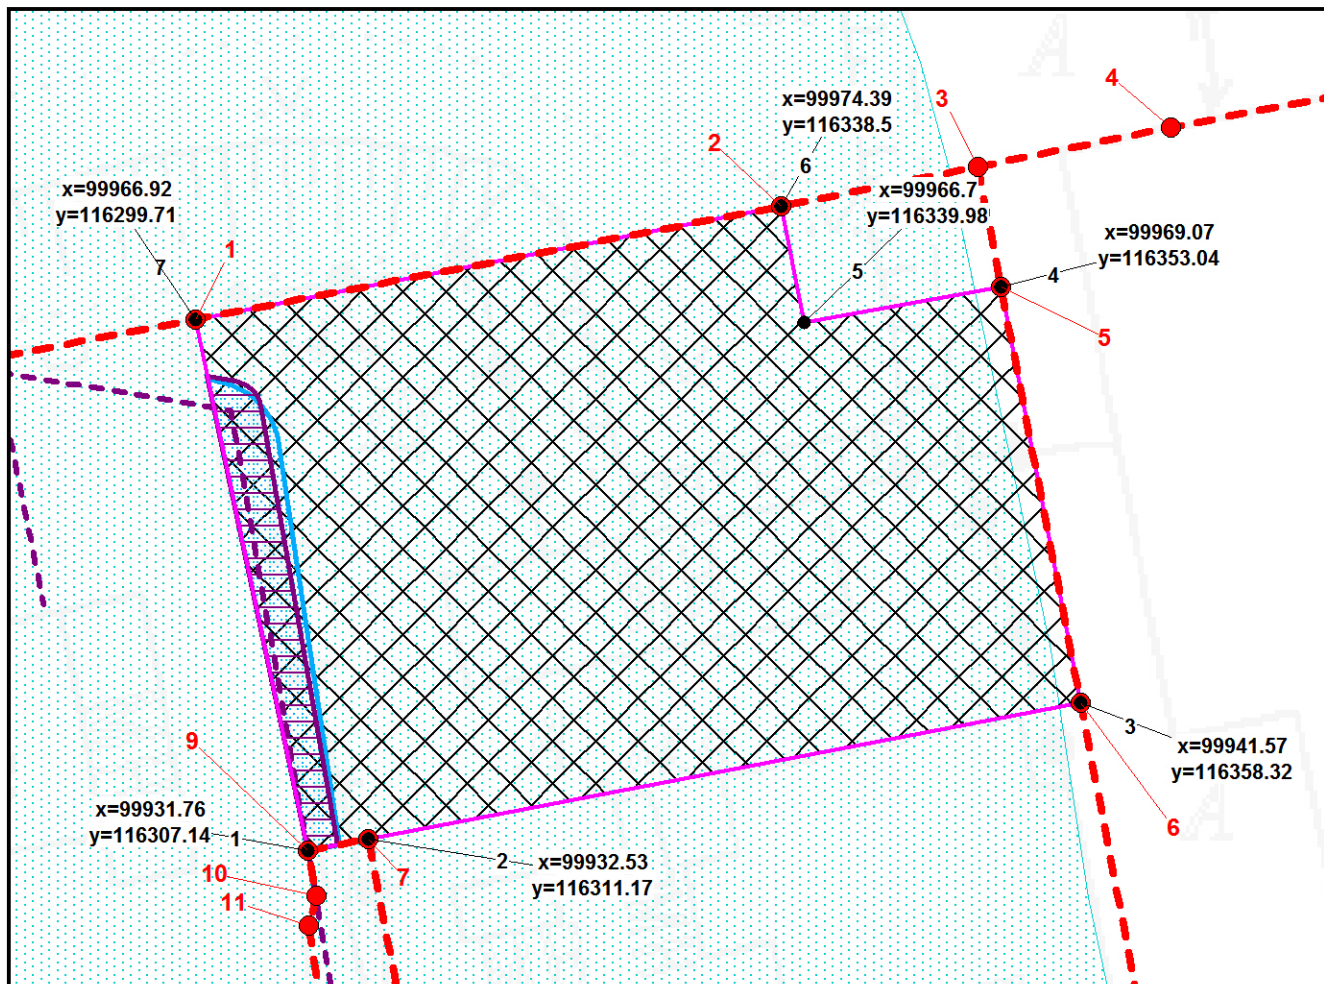 4
3
x=99974.39
y=116338.5
2
6
x=99966.92
y=116299.71
x=99966.7
y=116339.98
1
7
5
x=99969.07
y=116353.04
4
5
9
3
x=99941.57
y=116358.32
6
x=99931.76
y=116307.14
1
2
x=99932.53
y=116311.17
7
10
11
A
A